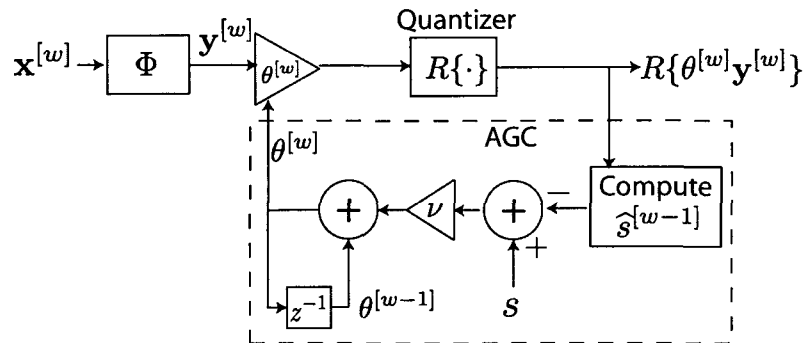 Quantizer
𝐱^[w] Φ 𝐲^[w] θ^[w] R{·} R{θ^[w]𝐲^[w]}
AGC
θ^[w]
+ ν + − Compute
ŝ^[w−1]
+
z^−1 θ^[w−1] s